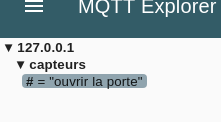 MQTT Explorer
▼ 127.0.0.1
▼ capteurs
# = "ouvrir la porte"